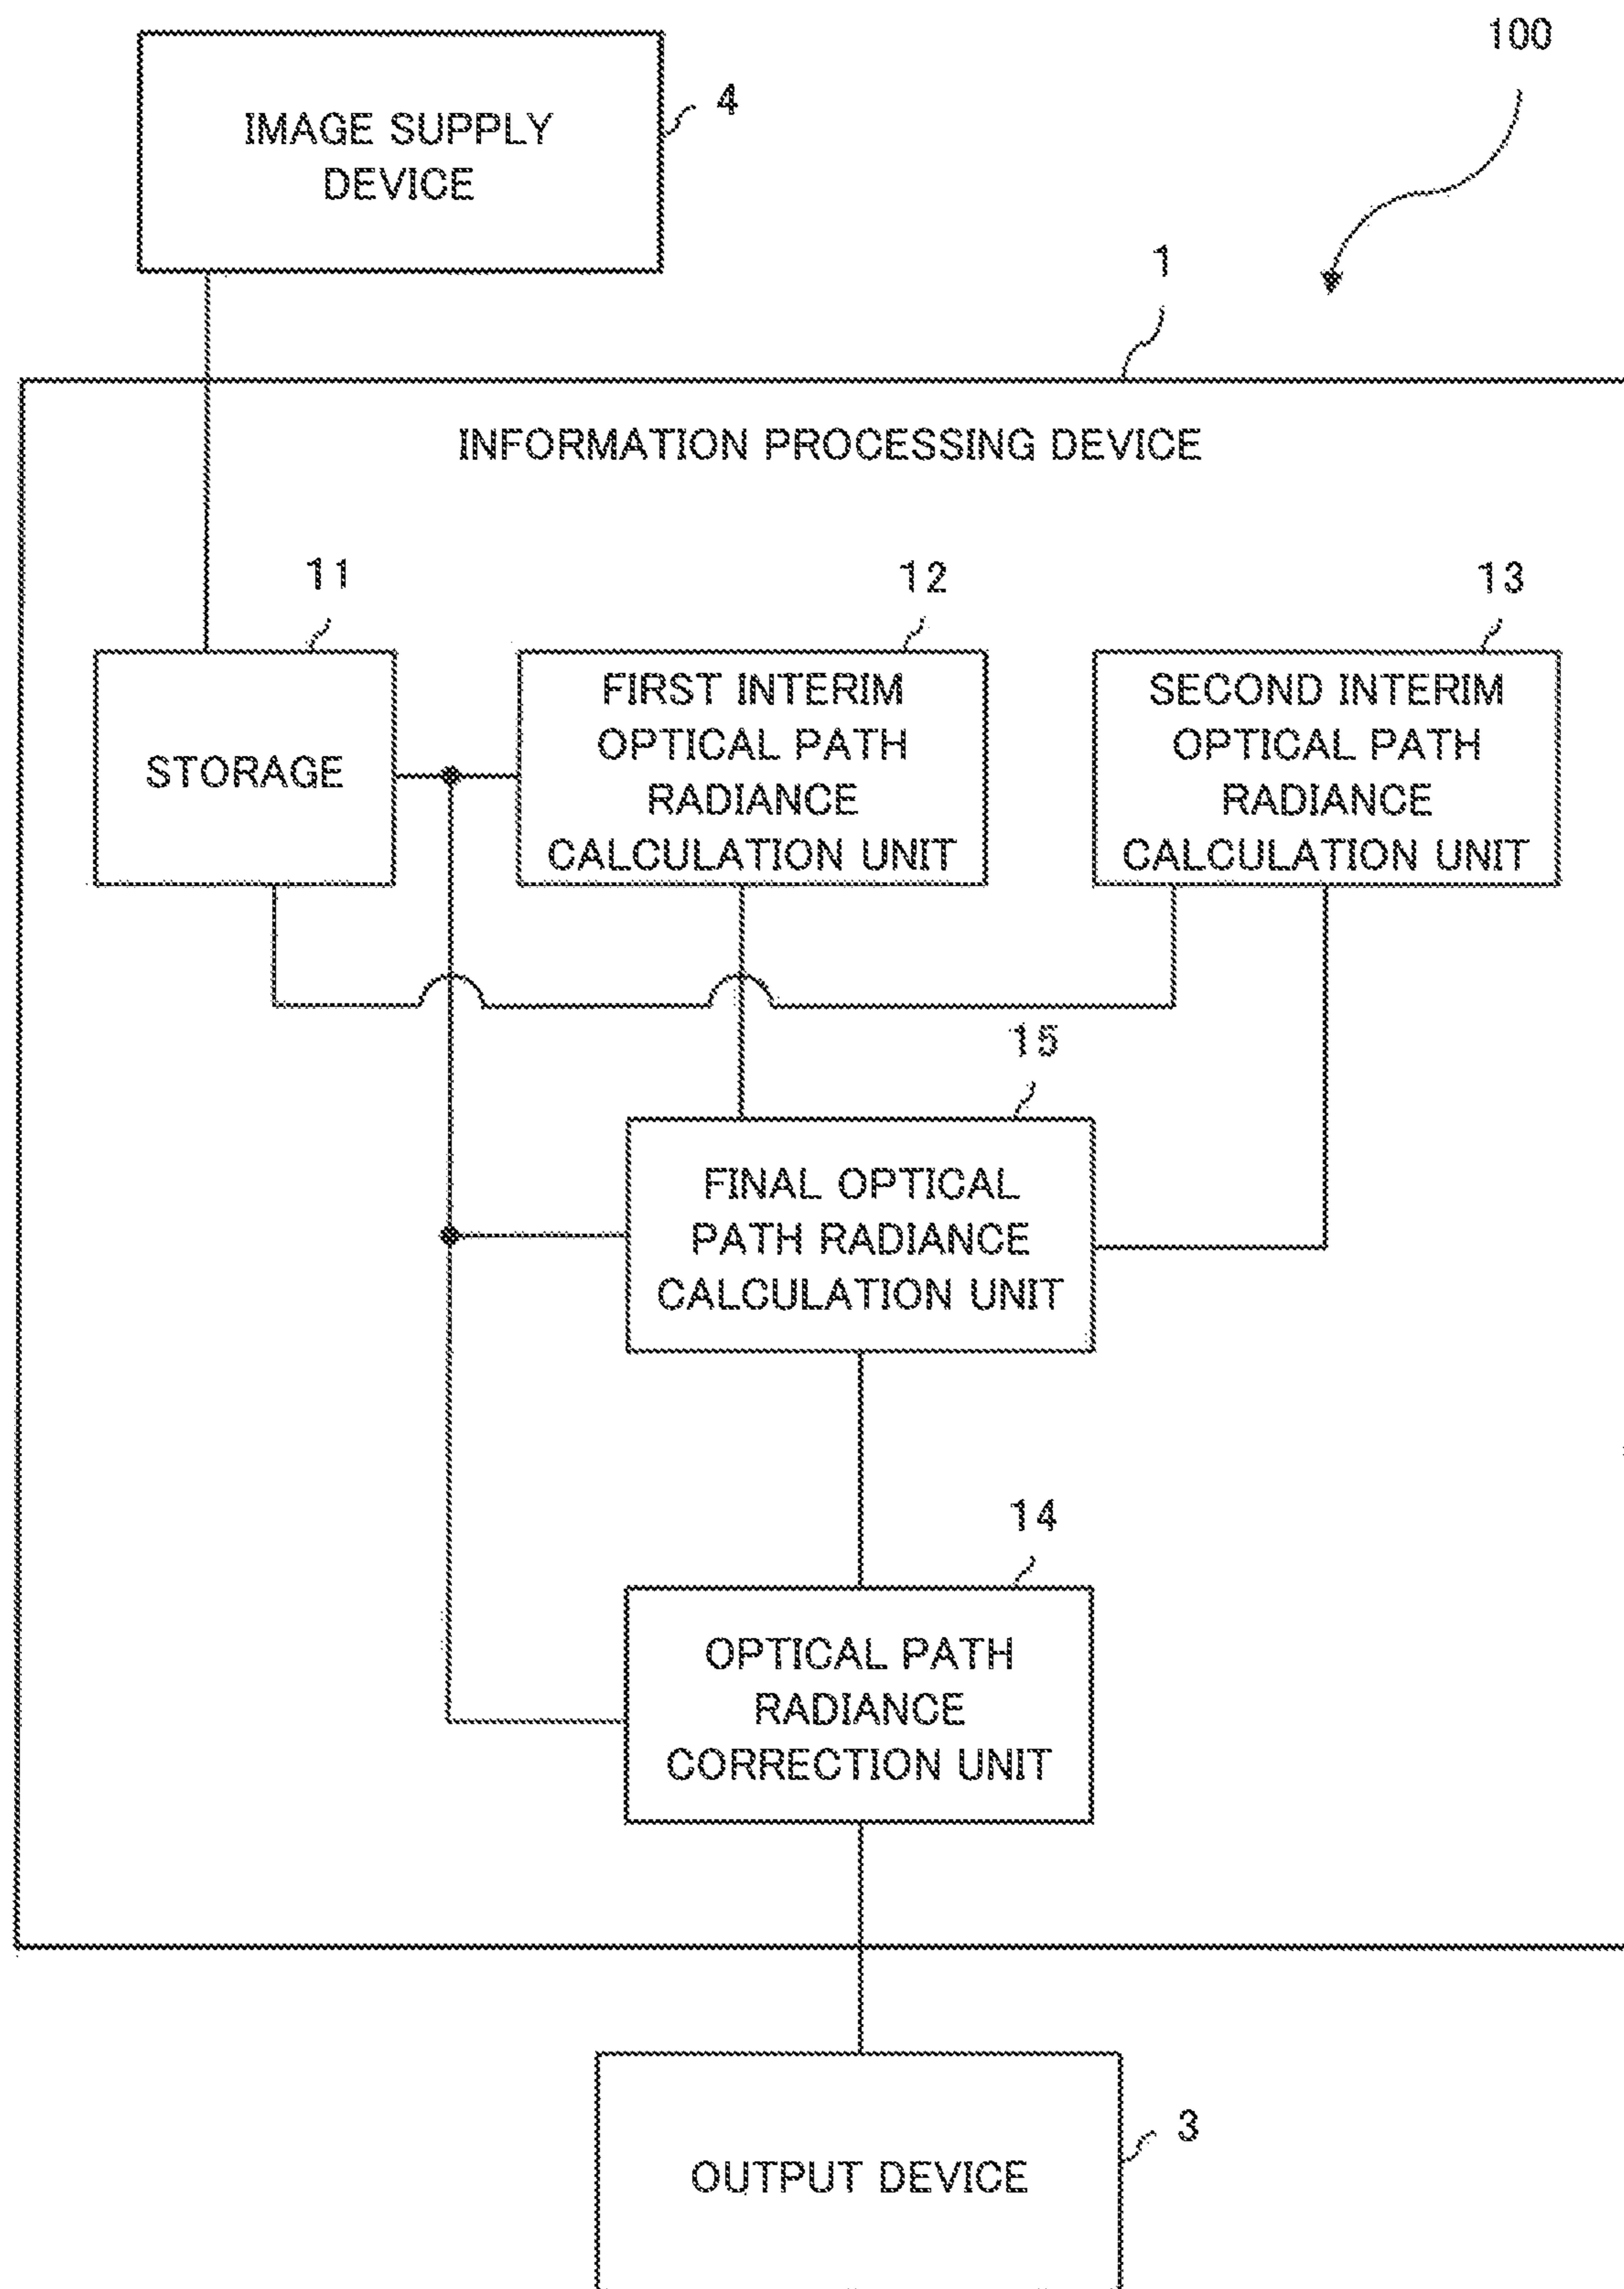 100
IMAGE SUPPLY
DEVICE
4
1
INFORMATION PROCESSING DEVICE
11
12
13
STORAGE
FIRST INTERIM
OPTICAL PATH
RADIANCE
CALCULATION UNIT
SECOND INTERIM
OPTICAL PATH
RADIANCE
CALCULATION UNIT
15
FINAL OPTICAL
PATH RADIANCE
CALCULATION UNIT
14
OPTICAL PATH
RADIANCE
CORRECTION UNIT
OUTPUT DEVICE
3